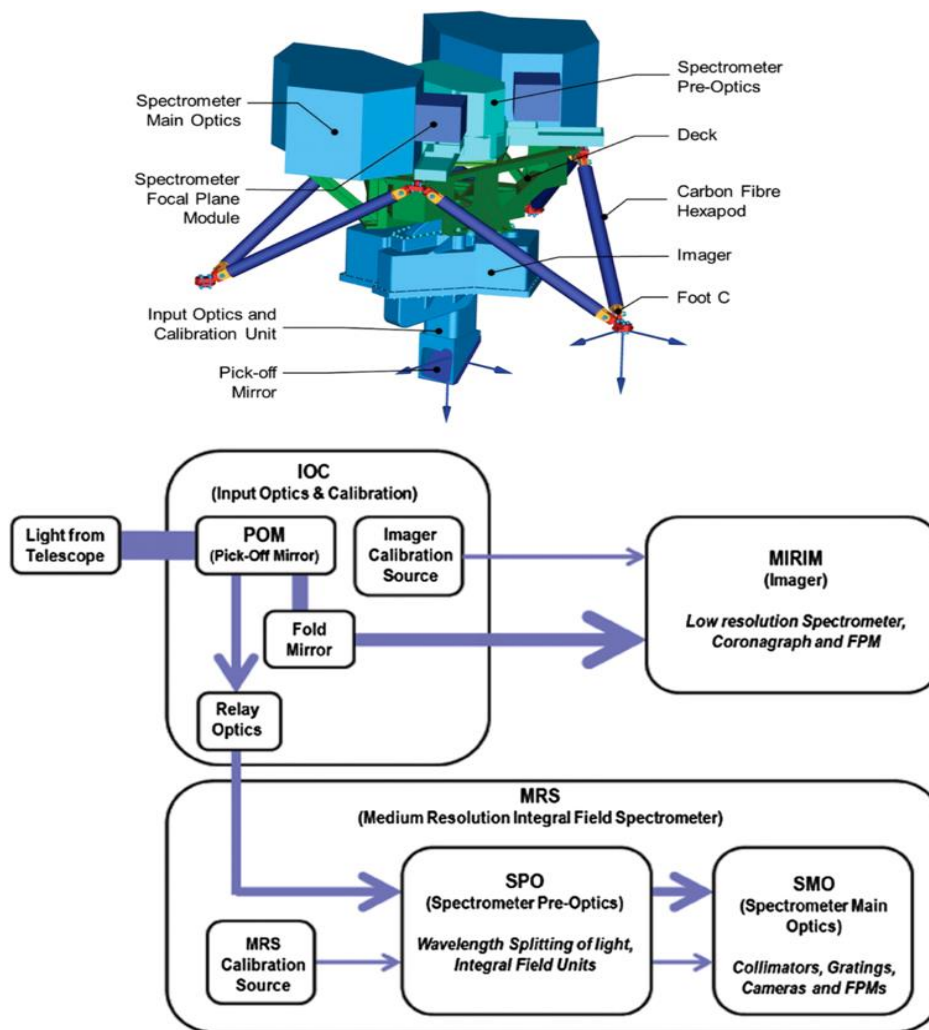 Spectrometer
Main Optics
Spectrometer
Focal Plane
Module
Input Optics and
Calibration Unit
Pick-off
Mirror
Spectrometer
Pre-Optics
Deck
Carbon Fibre
Hexapod
Imager
Foot C
IOC
(Input Optics & Calibration)
Light from
Telescope
POM
(Pick-Off Mirror)
Imager
Calibration
Source
MIRIM
(Imager)
Low resolution Spectrometer,
Coronagraph and FPM
Fold
Mirror
Relay
Optics
MRS
(Medium Resolution Integral Field Spectrometer)
SPO
(Spectrometer Pre-Optics)
Wavelength Splitting of light,
Integral Field Units
SMO
(Spectrometer Main
Optics)
Collimators, Gratings,
Cameras and FPMs
MRS
Calibration
Source